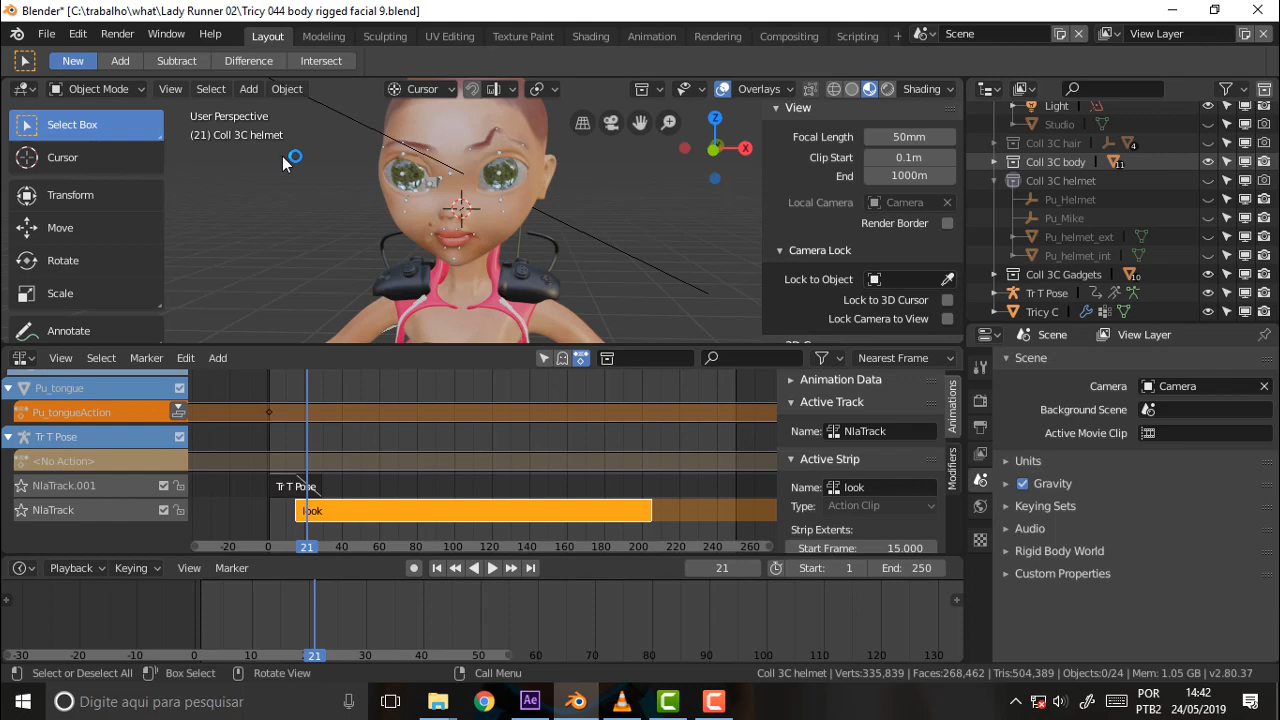 Blender* [C:\trabalho\what\Lady Runner 02\Tricy 044 body rigged facial 9.blend]
File Edit Render Window Help Layout Modeling Sculpting UV Editing Texture Paint Shading Animation Rendering Compositing Scripting + Scene View Layer
New Add Subtract Difference Intersect
Object Mode View Select Add Object Cursor Overlays Shading
Select Box
Cursor
Transform
Move
Rotate
Scale
Annotate
User Perspective
(21) Coll 3C helmet
Z
X
View
Focal Length 50mm
Clip Start 0.1m
End 1000m
Local Camera Camera
Render Border
Camera Lock
Lock to Object
Lock to 3D Cursor
Lock Camera to View
Light
Studio
Coll 3C hair 4
Coll 3C body 11
Coll 3C helmet
Pu_Helmet
Pu_Mike
Pu_helmet_ext
Pu_helmet_int
Coll 3C Gadgets 10
Tr T Pose
Tricy C
View Select Marker Edit Add Nearest Frame
Pu_tongue
Pu_tongueAction
Tr T Pose
<No Action>
NlaTrack.001
NlaTrack
Tr T Pose
look
-20 0 21 40 60 80 100 120 140 160 180 200 220 240 260
Animation Data
Active Track
Name: NlaTrack
Active Strip
Name: look
Type: Action Clip
Strip Extents:
Start Frame: 15.000
Animations
Modifiers
Scene View Layer
Scene
Camera Camera
Background Scene
Active Movie Clip
Units
Gravity
Keying Sets
Audio
Rigid Body World
Custom Properties
Playback Keying View Marker 21 Start: 1 End: 250
-30 -20 -10 0 10 21 30 40 50 60 70 80 90 100 110 120 130
Select or Deselect All Box Select Rotate View Call Menu Coll 3C helmet | Verts:335,839 | Faces:268,462 | Tris:504,389 | Objects:0/24 | Mem: 1.05 GB | v2.80.37
Digite aqui para pesquisar
Ae
POR
PTB2
14:42
24/05/2019